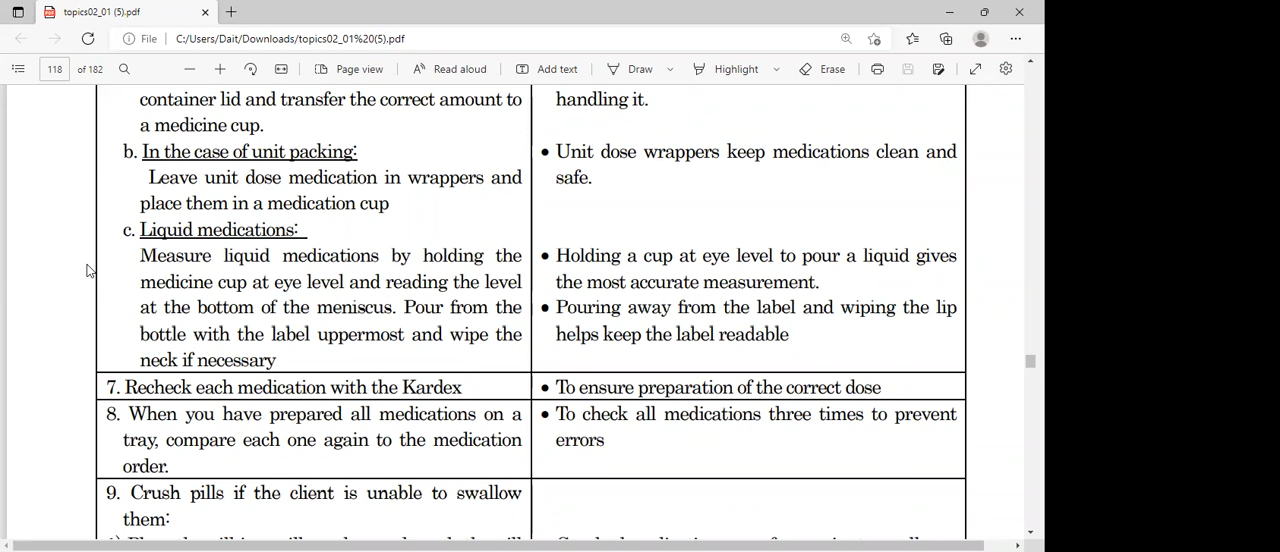 topics02_01 (5).pdf
File
C:/Users/Dait/Downloads/topics02_01%20(5).pdf
118 of 182
Page view
Read aloud
Add text
Draw
Highlight
Erase
container lid and transfer the correct amount to
a medicine cup.
b. In the case of unit packing:
Leave unit dose medication in wrappers and
place them in a medication cup
c. Liquid medications:
Measure liquid medications by holding the
medicine cup at eye level and reading the level
at the bottom of the meniscus. Pour from the
bottle with the label uppermost and wipe the
neck if necessary
handling it.
• Unit dose wrappers keep medications clean and
safe.
• Holding a cup at eye level to pour a liquid gives
the most accurate measurement.
• Pouring away from the label and wiping the lip
helps keep the label readable
7. Recheck each medication with the Kardex
• To ensure preparation of the correct dose
8. When you have prepared all medications on a
tray, compare each one again to the medication
order.
• To check all medications three times to prevent
errors
9. Crush pills if the client is unable to swallow
them: